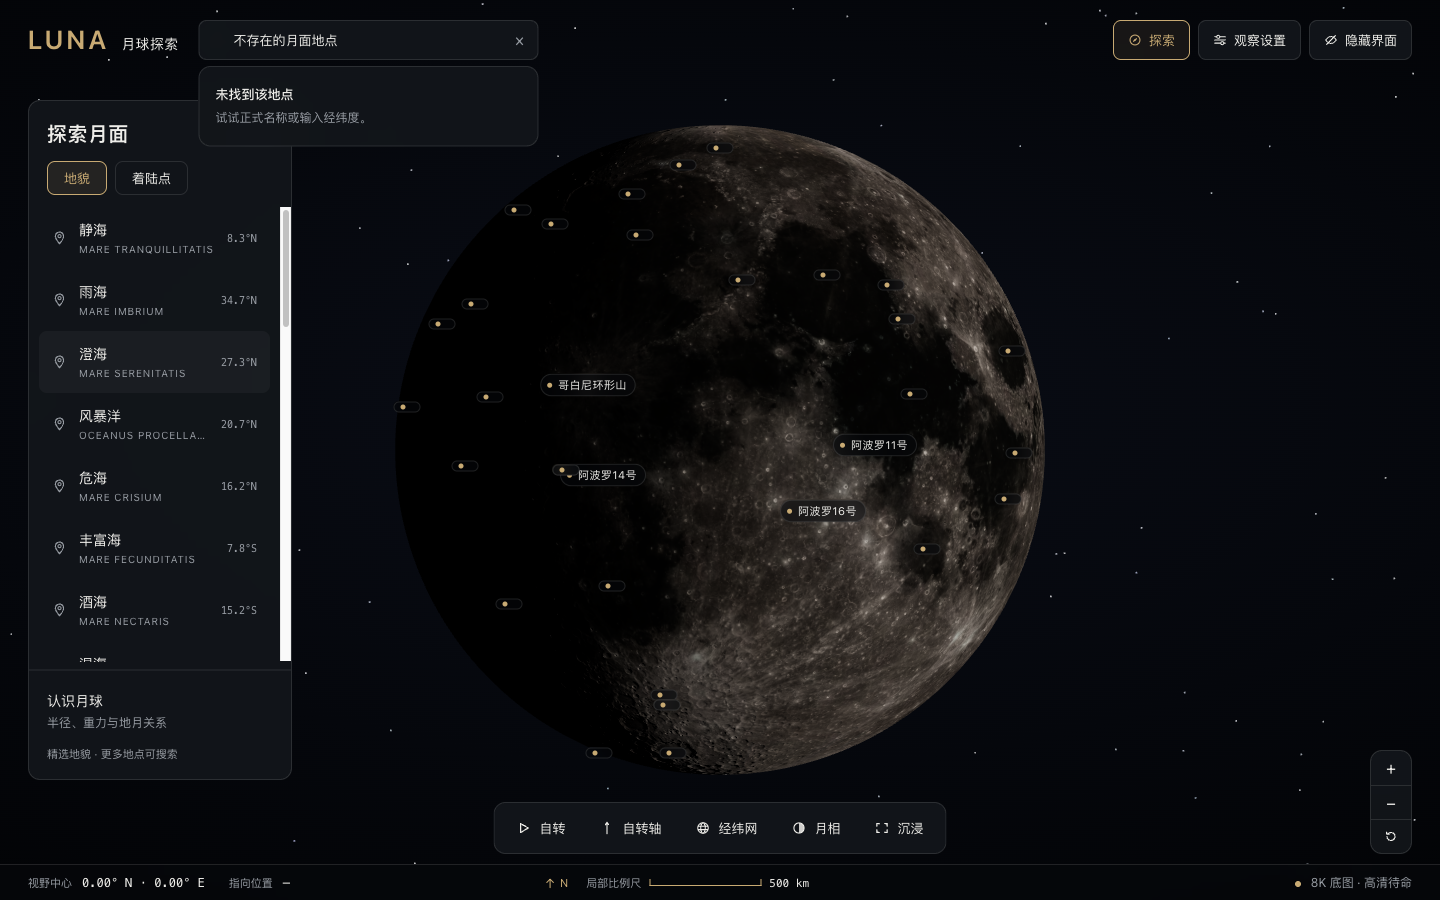 LUNA 月球探索
不存在的月面地点
探索
观察设置
隐藏界面
未找到该地点
试试正式名称或输入经纬度。
探索月面
地貌
着陆点
静海
MARE TRANQUILLITATIS
8.3°N
雨海
MARE IMBRIUM
34.7°N
澄海
MARE SERENITATIS
27.3°N
风暴洋
OCEANUS PROCELLA…
20.7°N
危海
MARE CRISIUM
16.2°N
丰富海
MARE FECUNDITATIS
7.8°S
酒海
MARE NECTARIS
15.2°S
认识月球
半径、重力与地月关系
精选地貌 · 更多地点可搜索
哥白尼环形山
阿波罗11号
阿波罗14号
阿波罗16号
自转
自转轴
经纬网
月相
沉浸
视野中心 0.00° N · 0.00° E 指向位置 —
↑ N 局部比例尺 500 km
8K 底图 · 高清待命